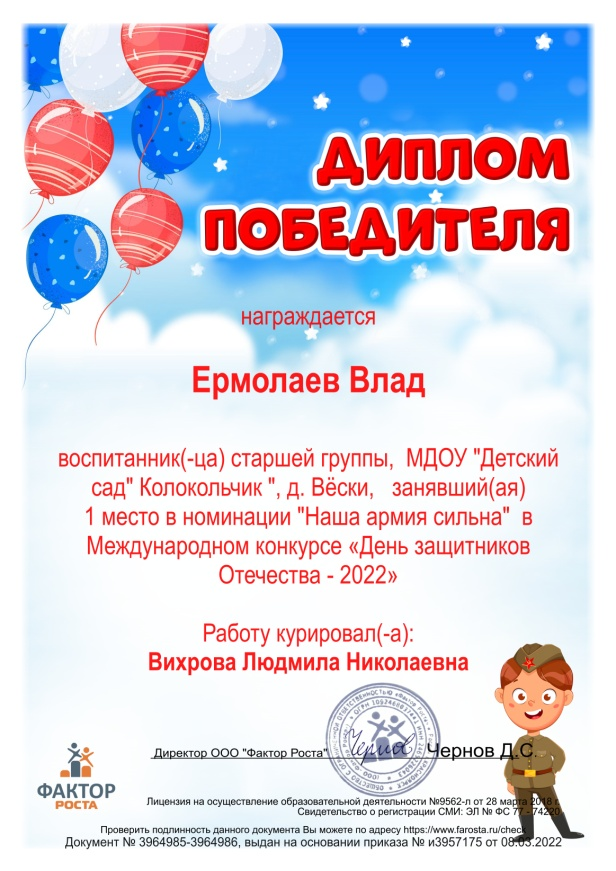 ДИПЛОМ
ПОБЕДИТЕЛЯ
награждается
Ермолаев Влад
воспитанник(-ца) старшей группы, МДОУ "Детский
сад" Колокольчик ", д. Вёски, занявший(ая)
1 место в номинации "Наша армия сильна" в
Международном конкурсе «День защитников
Отечества - 2022»
Работу курировал(-а):
Вихрова Людмила Николаевна
Директор ООО "Фактор Роста" Чернов Д.С.
ФАКТОР
РОСТА
Лицензия на осуществление образовательной деятельности №9562-л от 28 марта 2018 г.
Свидетельство о регистрации СМИ: ЭЛ № ФС 77 - 74220.
Проверить подлинность данного документа Вы можете по адресу https://www.farosta.ru/check
Документ № 3964985-3964986, выдан на основании приказа № и3957175 от 08.03.2022